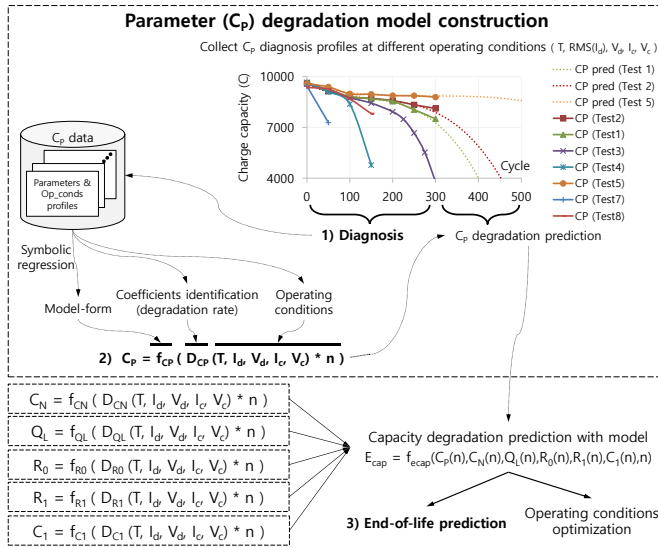 Parameter (C_P) degradation model construction
Collect C_P diagnosis profiles at different operating conditions ( T, RMS(I_d), V_d, I_c, V_c )
Charge capacity (C)
10000
7000
4000
0
100
200
300
400
500
Cycle
CP pred (Test 1)
CP pred (Test 2)
CP pred (Test 5)
CP (Test2)
CP (Test1)
CP (Test3)
CP (Test4)
CP (Test5)
CP (Test7)
CP (Test8)
C_P data
Parameters &
Op_conds
profiles
1) Diagnosis
C_P degradation prediction
Symbolic
regression
Model-form
Coefficients identification
(degradation rate)
Operating
conditions
2) C_P = f_CP ( D_CP (T, I_d, V_d, I_c, V_c) * n )
C_N = f_CN ( D_CN (T, I_d, V_d, I_c, V_c) * n )
Q_L = f_QL ( D_QL (T, I_d, V_d, I_c, V_c) * n )
R_0 = f_R0 ( D_R0 (T, I_d, V_d, I_c, V_c) * n )
R_1 = f_R1 ( D_R1 (T, I_d, V_d, I_c, V_c) * n )
C_1 = f_C1 ( D_C1 (T, I_d, V_d, I_c, V_c) * n )
Capacity degradation prediction with model
E_cap = f_ecap(C_P(n),C_N(n),Q_L(n),R_0(n),R_1(n),C_1(n),n)
3) End-of-life prediction
Operating conditions
optimization